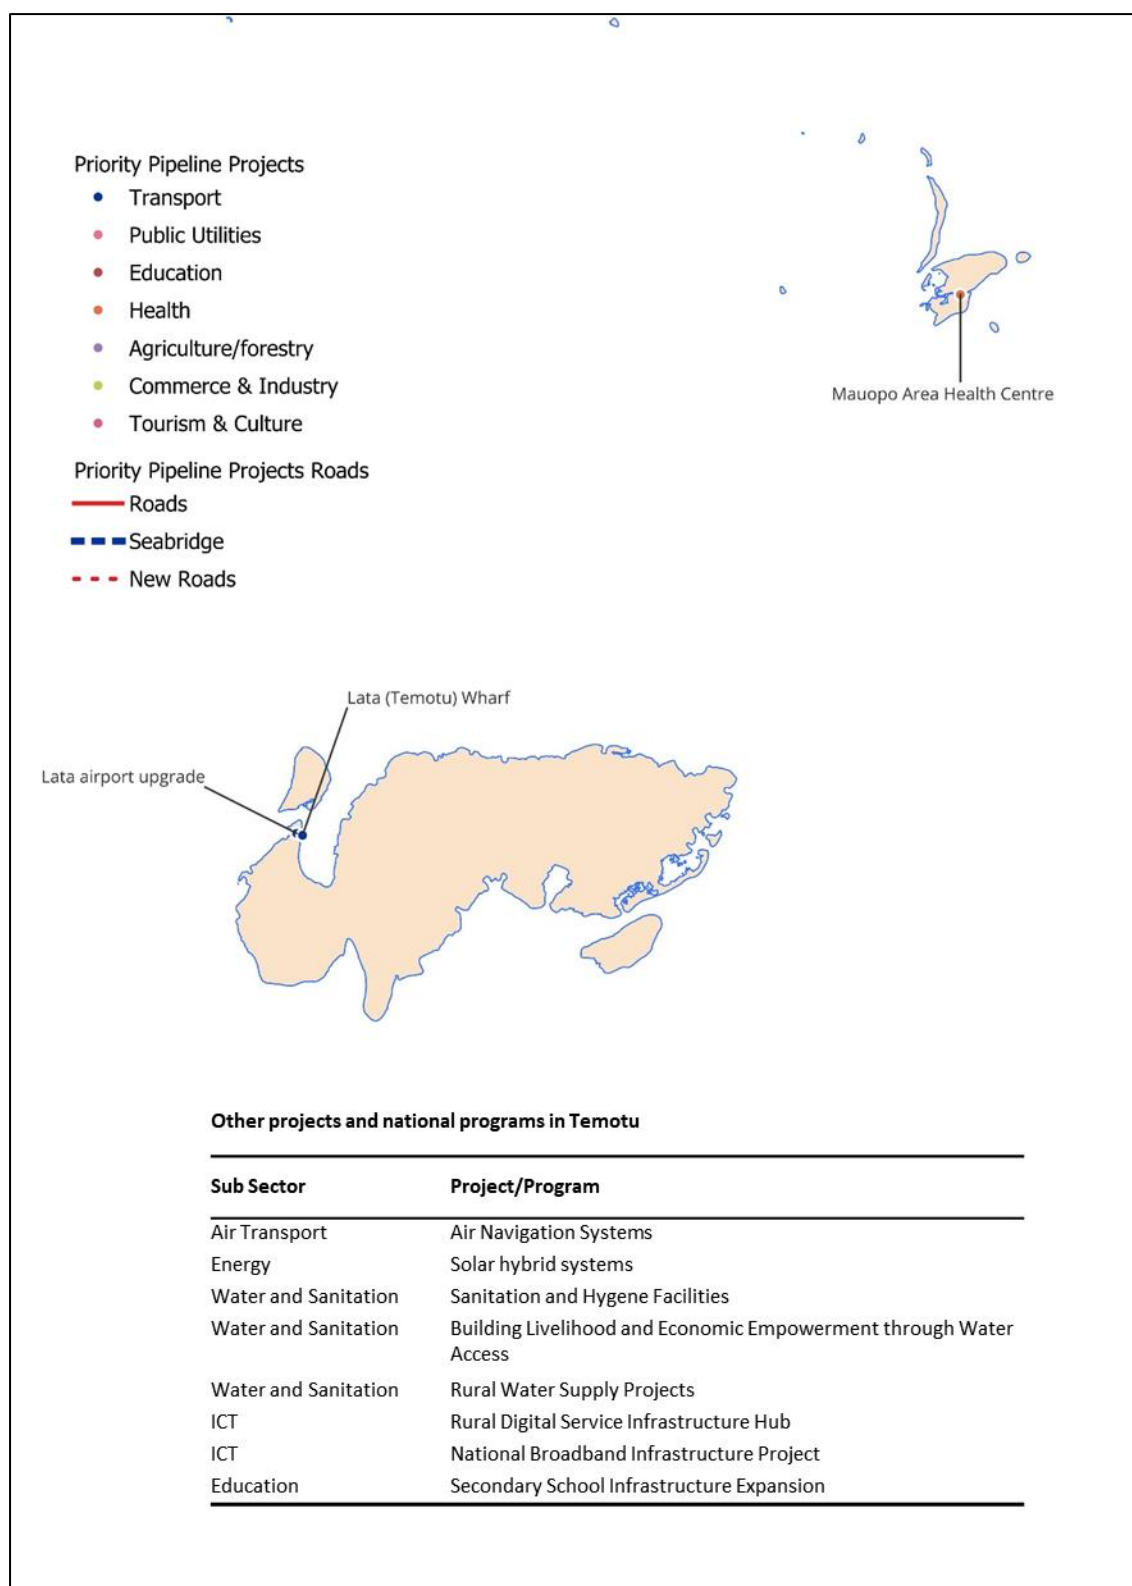 Priority Pipeline Projects
Transport
Public Utilities
Education
Health
Agriculture/forestry
Commerce & Industry
Tourism & Culture
Priority Pipeline Projects Roads
Roads
Seabridge
New Roads
Mauopo Area Health Centre
Lata (Temotu) Wharf
Lata airport upgrade
Other projects and national programs in Temotu
Sub Sector Project/Program
Air Transport Air Navigation Systems
Energy Solar hybrid systems
Water and Sanitation Sanitation and Hygene Facilities
Water and Sanitation Building Livelihood and Economic Empowerment through Water
Access
Water and Sanitation Rural Water Supply Projects
ICT Rural Digital Service Infrastructure Hub
ICT National Broadband Infrastructure Project
Education Secondary School Infrastructure Expansion